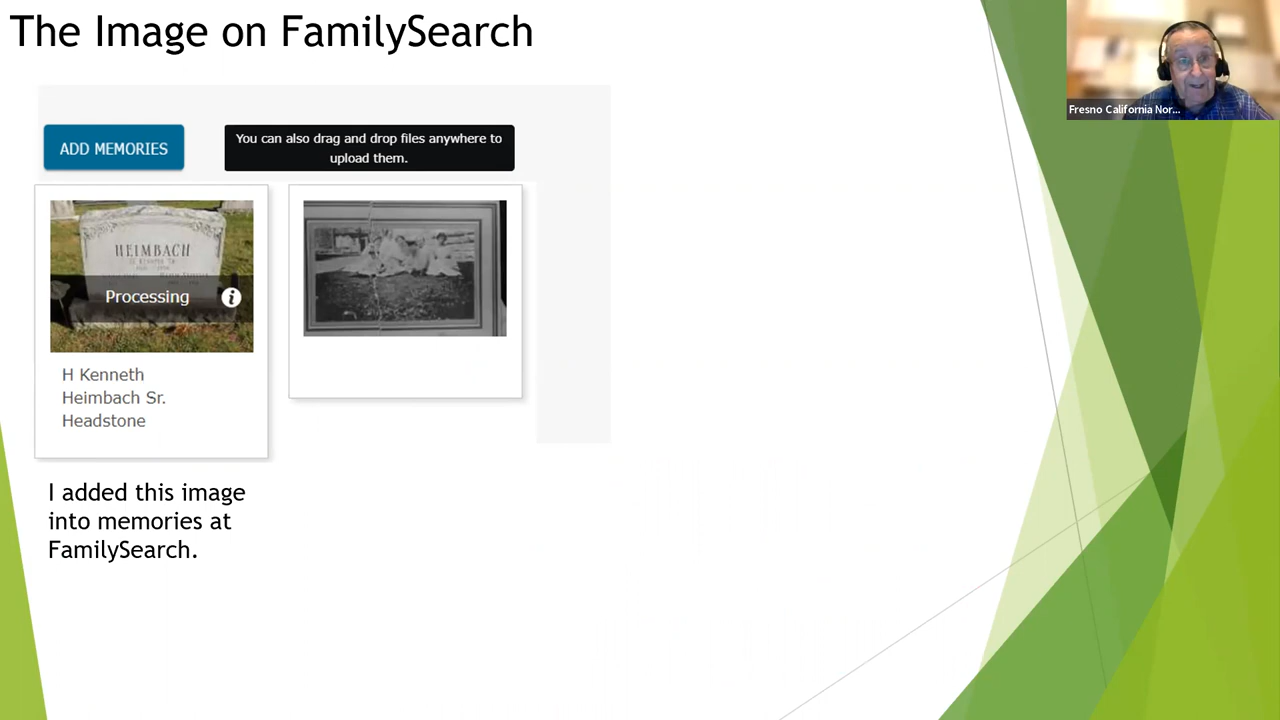 The Image on FamilySearch
Fresno California Nor...
ADD MEMORIES
You can also drag and drop files anywhere to
upload them.
HEIMBACH
Processing
i
H Kenneth
Heimbach Sr.
Headstone
I added this image
into memories at
FamilySearch.